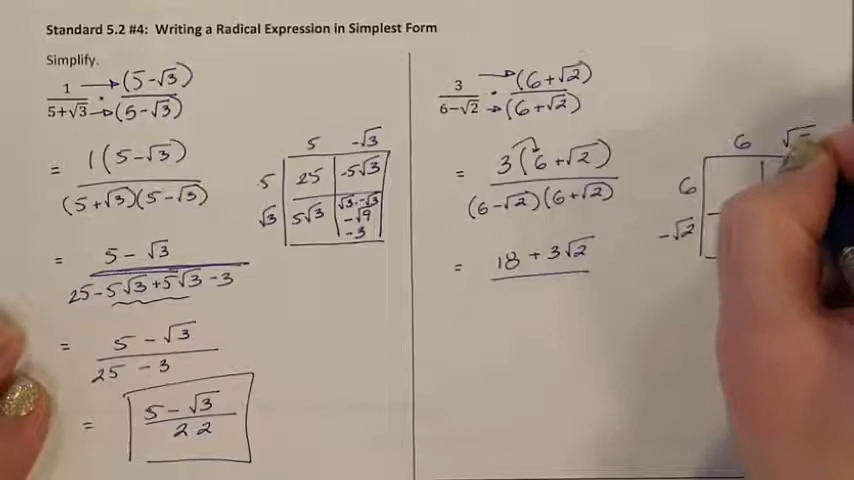 Standard 5.2 #4: Writing a Radical Expression in Simplest Form
Simplify.
1/(5+√3) · (5-√3)/(5-√3)
= 1(5-√3)/((5+√3)(5-√3))
5 -√3
5 25 -5√3
√3 5√3 √3·-√3
-√9
-3
= (5-√3)/(25-5√3+5√3-3)
= (5-√3)/(25-3)
= (5-√3)/22
3/(6-√2) · (6+√2)/(6+√2)
= 3(6+√2)/((6-√2)(6+√2))
6
6
-√2
= 18+3√2